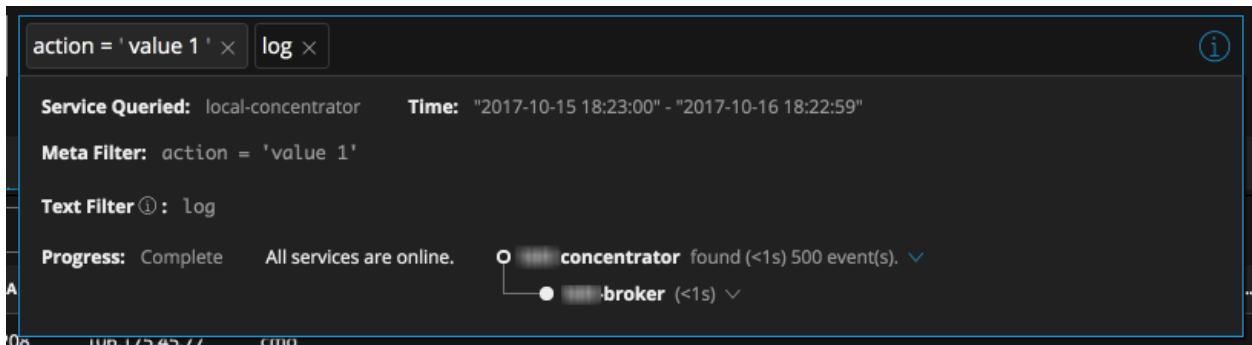 action = ' value 1 ' × log ×
Service Queried: local-concentrator Time: "2017-10-15 18:23:00" - "2017-10-16 18:22:59"
Meta Filter: action = 'value 1'
Text Filter ⓘ : log
Progress: Complete All services are online. concentrator found (<1s) 500 event(s).
-broker (<1s)
A